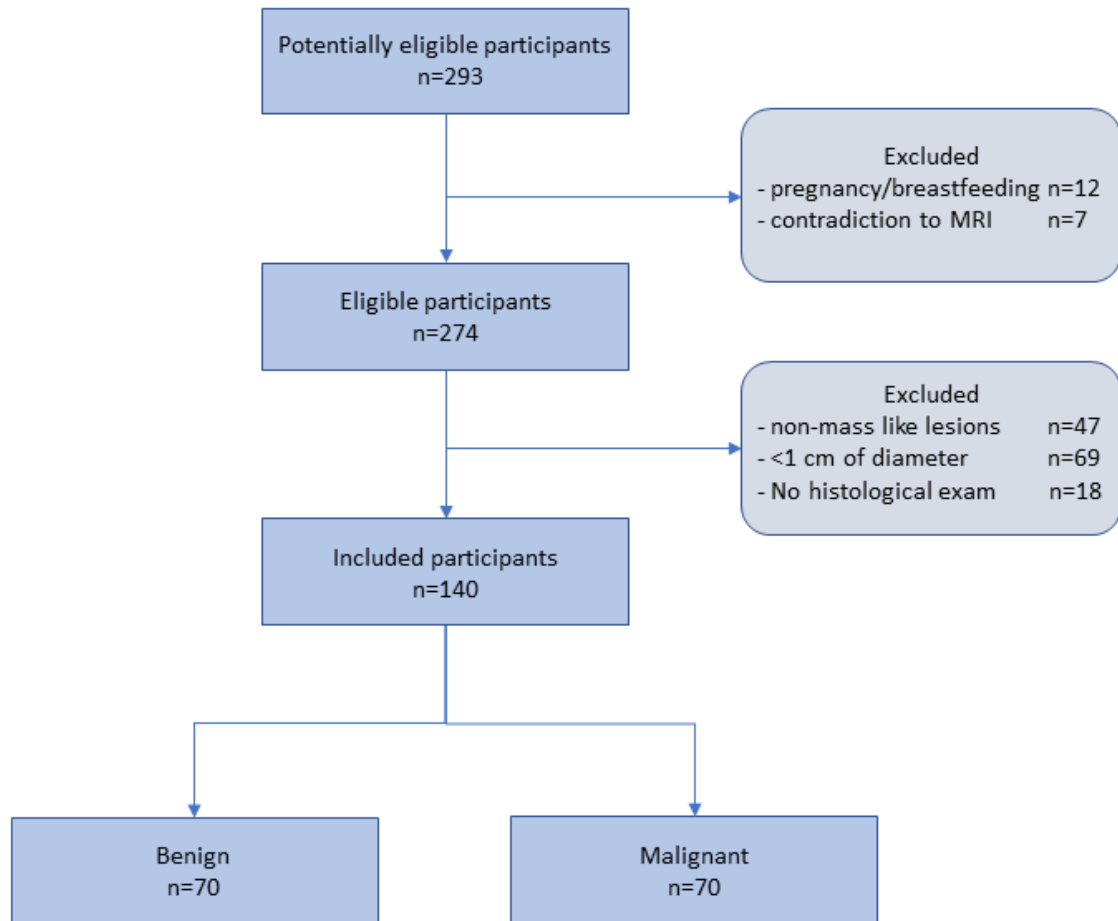 Potentially eligible participants
n=293
Excluded
- pregnancy/breastfeeding n=12
- contradiction to MRI n=7
Eligible participants
n=274
Excluded
- non-mass like lesions n=47
- <1 cm of diameter n=69
- No histological exam n=18
Included participants
n=140
Benign
n=70
Malignant
n=70